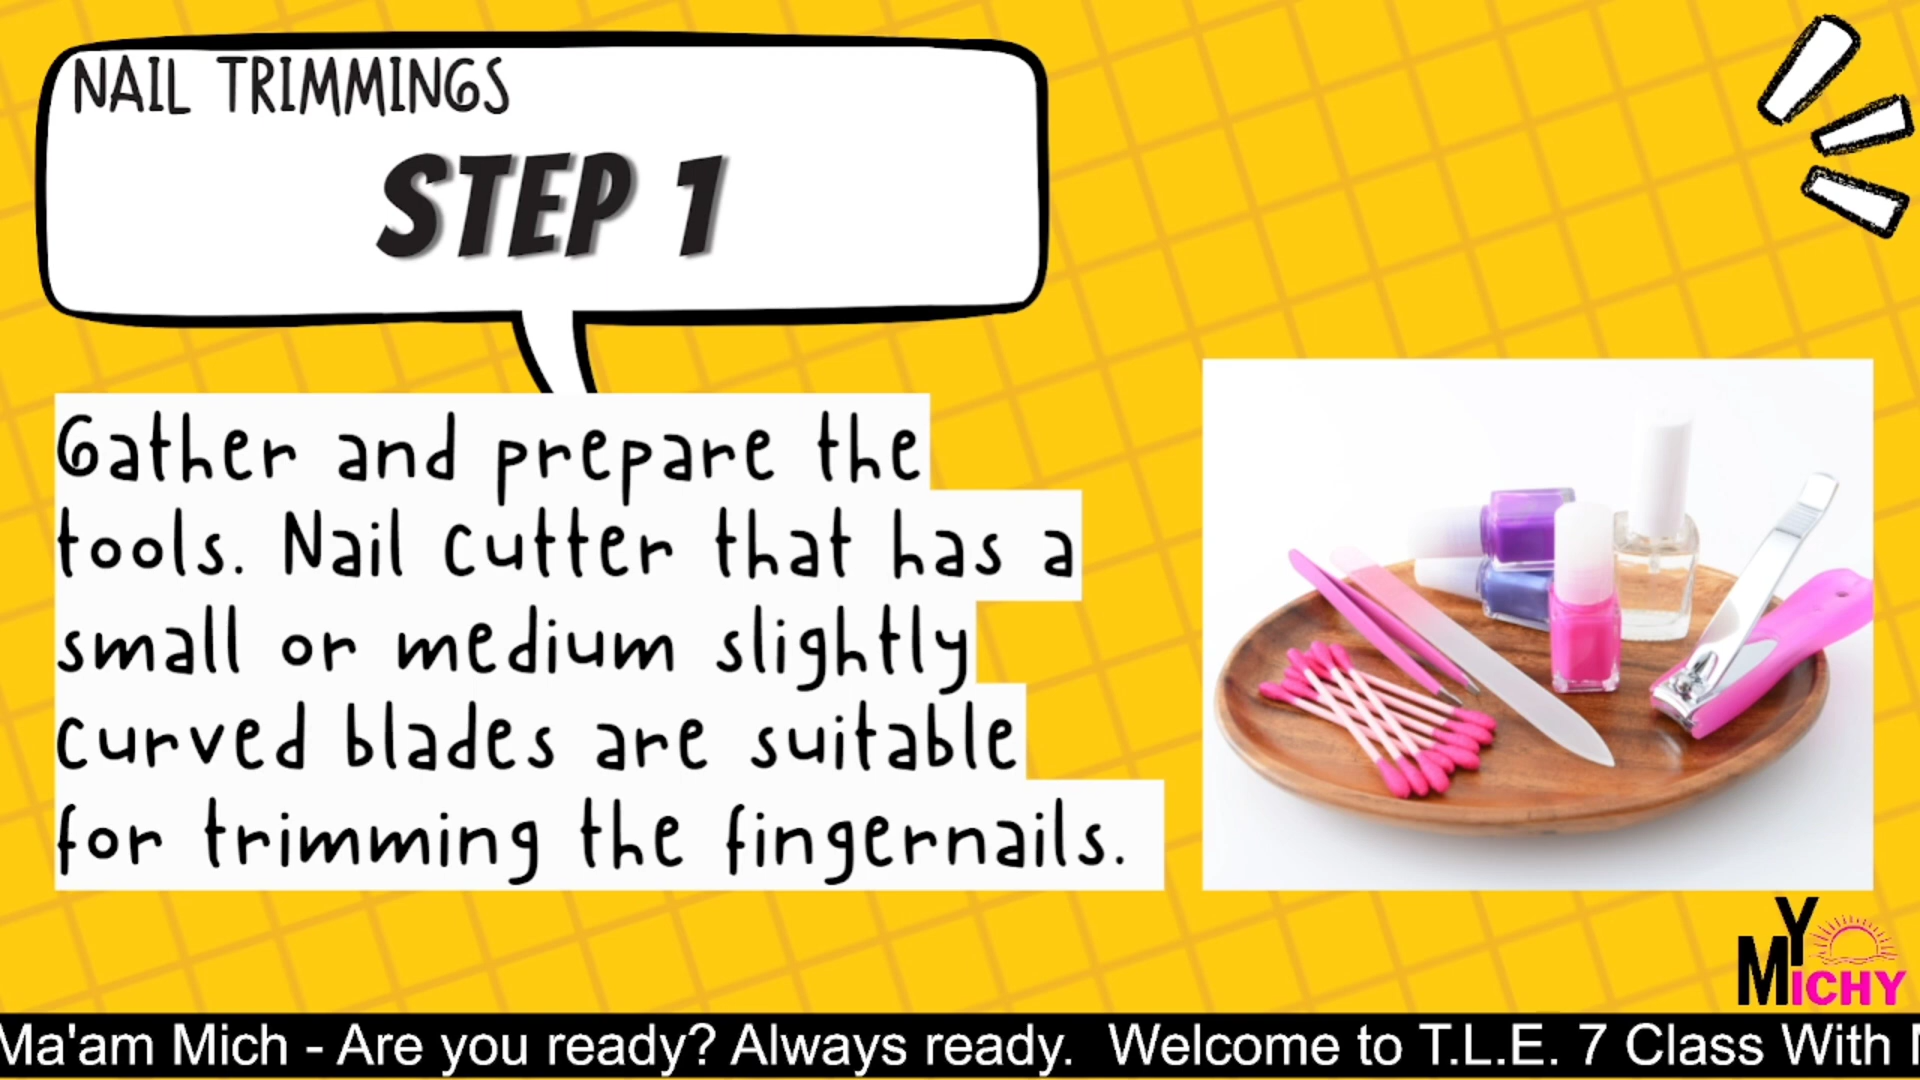 NAIL TRIMMINGS
STEP 1
Gather and prepare the
tools. Nail cutter that has a
small or medium slightly
curved blades are suitable
for trimming the fingernails.
MY
MICHY
Ma'am Mich - Are you ready? Always ready. Welcome to T.L.E. 7 Class With